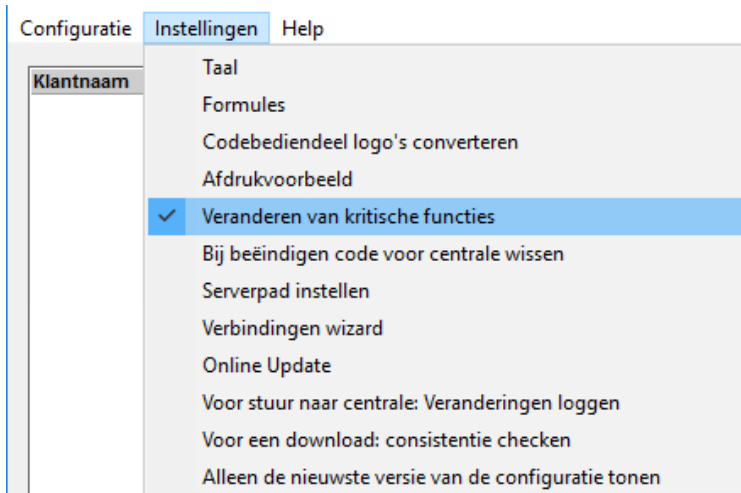 Configuratie Instellingen Help
Klantnaam
Taal
Formules
Codebediendeel logo's converteren
Afdrukvoorbeeld
Veranderen van kritische functies
Bij beëindigen code voor centrale wissen
Serverpad instellen
Verbindingen wizard
Online Update
Voor stuur naar centrale: Veranderingen loggen
Voor een download: consistentie checken
Alleen de nieuwste versie van de configuratie tonen